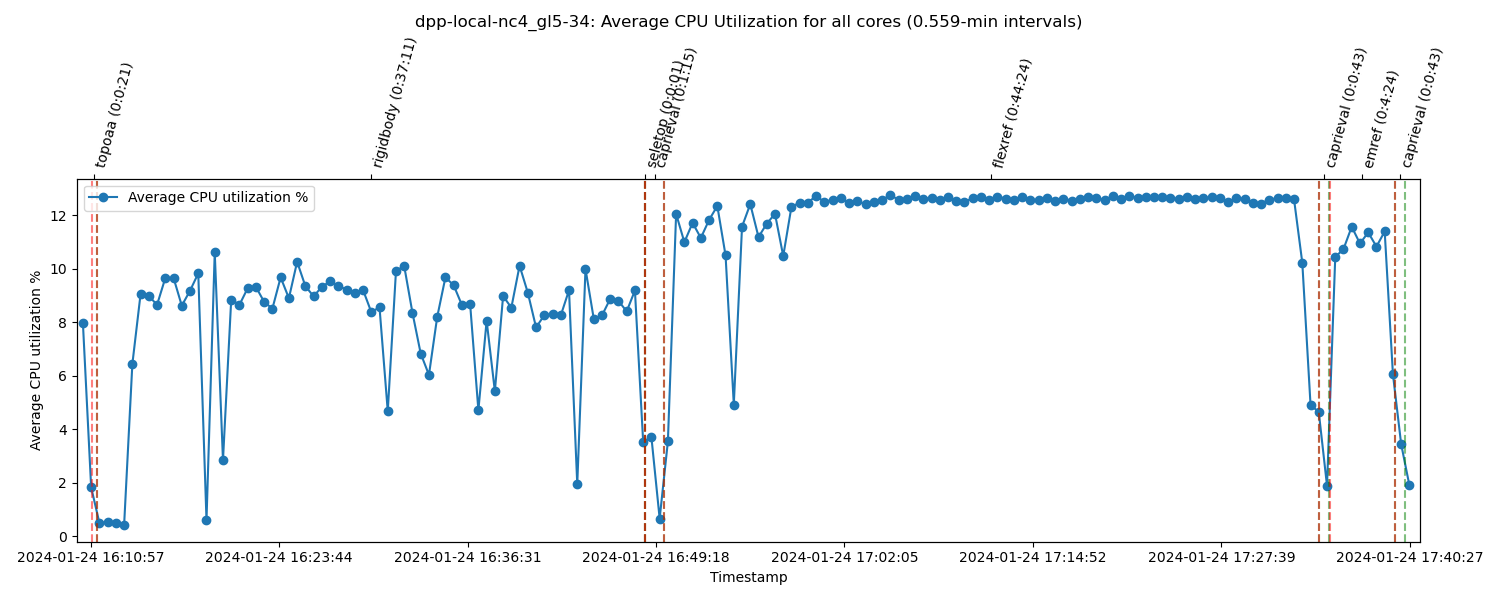 dpp-local-nc4_gl5-34: Average CPU Utilization for all cores (0.559-min intervals)
topoaa (0:0:21)
rigidbody (0:37:11)
seletop (0:0:01)
caprieval (0:1:15)
flexref (0:44:24)
caprieval (0:0:43)
emref (0:4:24)
caprieval (0:0:43)
Average CPU utilization %
Average CPU utilization %
12
10
8
6
4
2
0
2024-01-24 16:10:57
2024-01-24 16:23:44
2024-01-24 16:36:31
2024-01-24 16:49:18
2024-01-24 17:02:05
2024-01-24 17:14:52
2024-01-24 17:27:39
2024-01-24 17:40:27
Timestamp